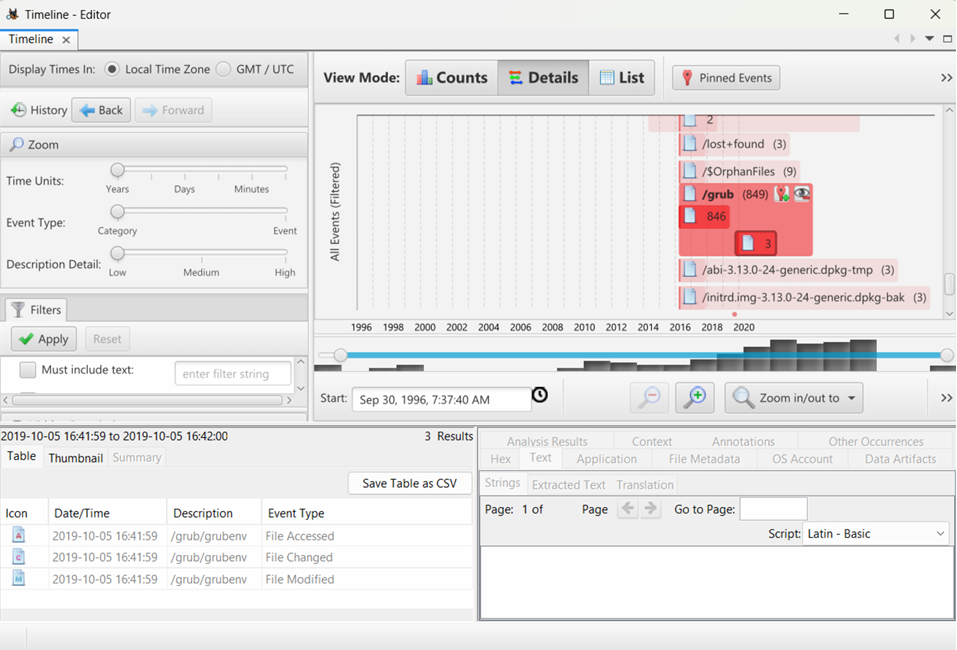 Timeline - Editor
Timeline
Display Times In: Local Time Zone GMT / UTC
History Back Forward
Zoom
Time Units:
Years Days Minutes
Event Type:
Category Event
Description Detail:
Low Medium High
Filters
Apply Reset
Must include text: enter filter string
View Mode: Counts Details List Pinned Events
All Events (Filtered)
2
/lost+found (3)
/$OrphanFiles (9)
/grub (849)
846
3
/abi-3.13.0-24-generic.dpkg-tmp (3)
/initrd.img-3.13.0-24-generic.dpkg-bak (3)
1996 1998 2000 2002 2004 2006 2008 2010 2012 2014 2016 2018 2020
Start: Sep 30, 1996, 7:37:40 AM Zoom in/out to
2019-10-05 16:41:59 to 2019-10-05 16:42:00 3 Results
Table Thumbnail Summary
Save Table as CSV
Icon Date/Time Description Event Type
A 2019-10-05 16:41:59 /grub/grubenv File Accessed
C 2019-10-05 16:41:59 /grub/grubenv File Changed
M 2019-10-05 16:41:59 /grub/grubenv File Modified
Analysis Results Context Annotations Other Occurrences
Hex Text Application File Metadata OS Account Data Artifacts
Strings Extracted Text Translation
Page: 1 of Page Go to Page:
Script: Latin - Basic